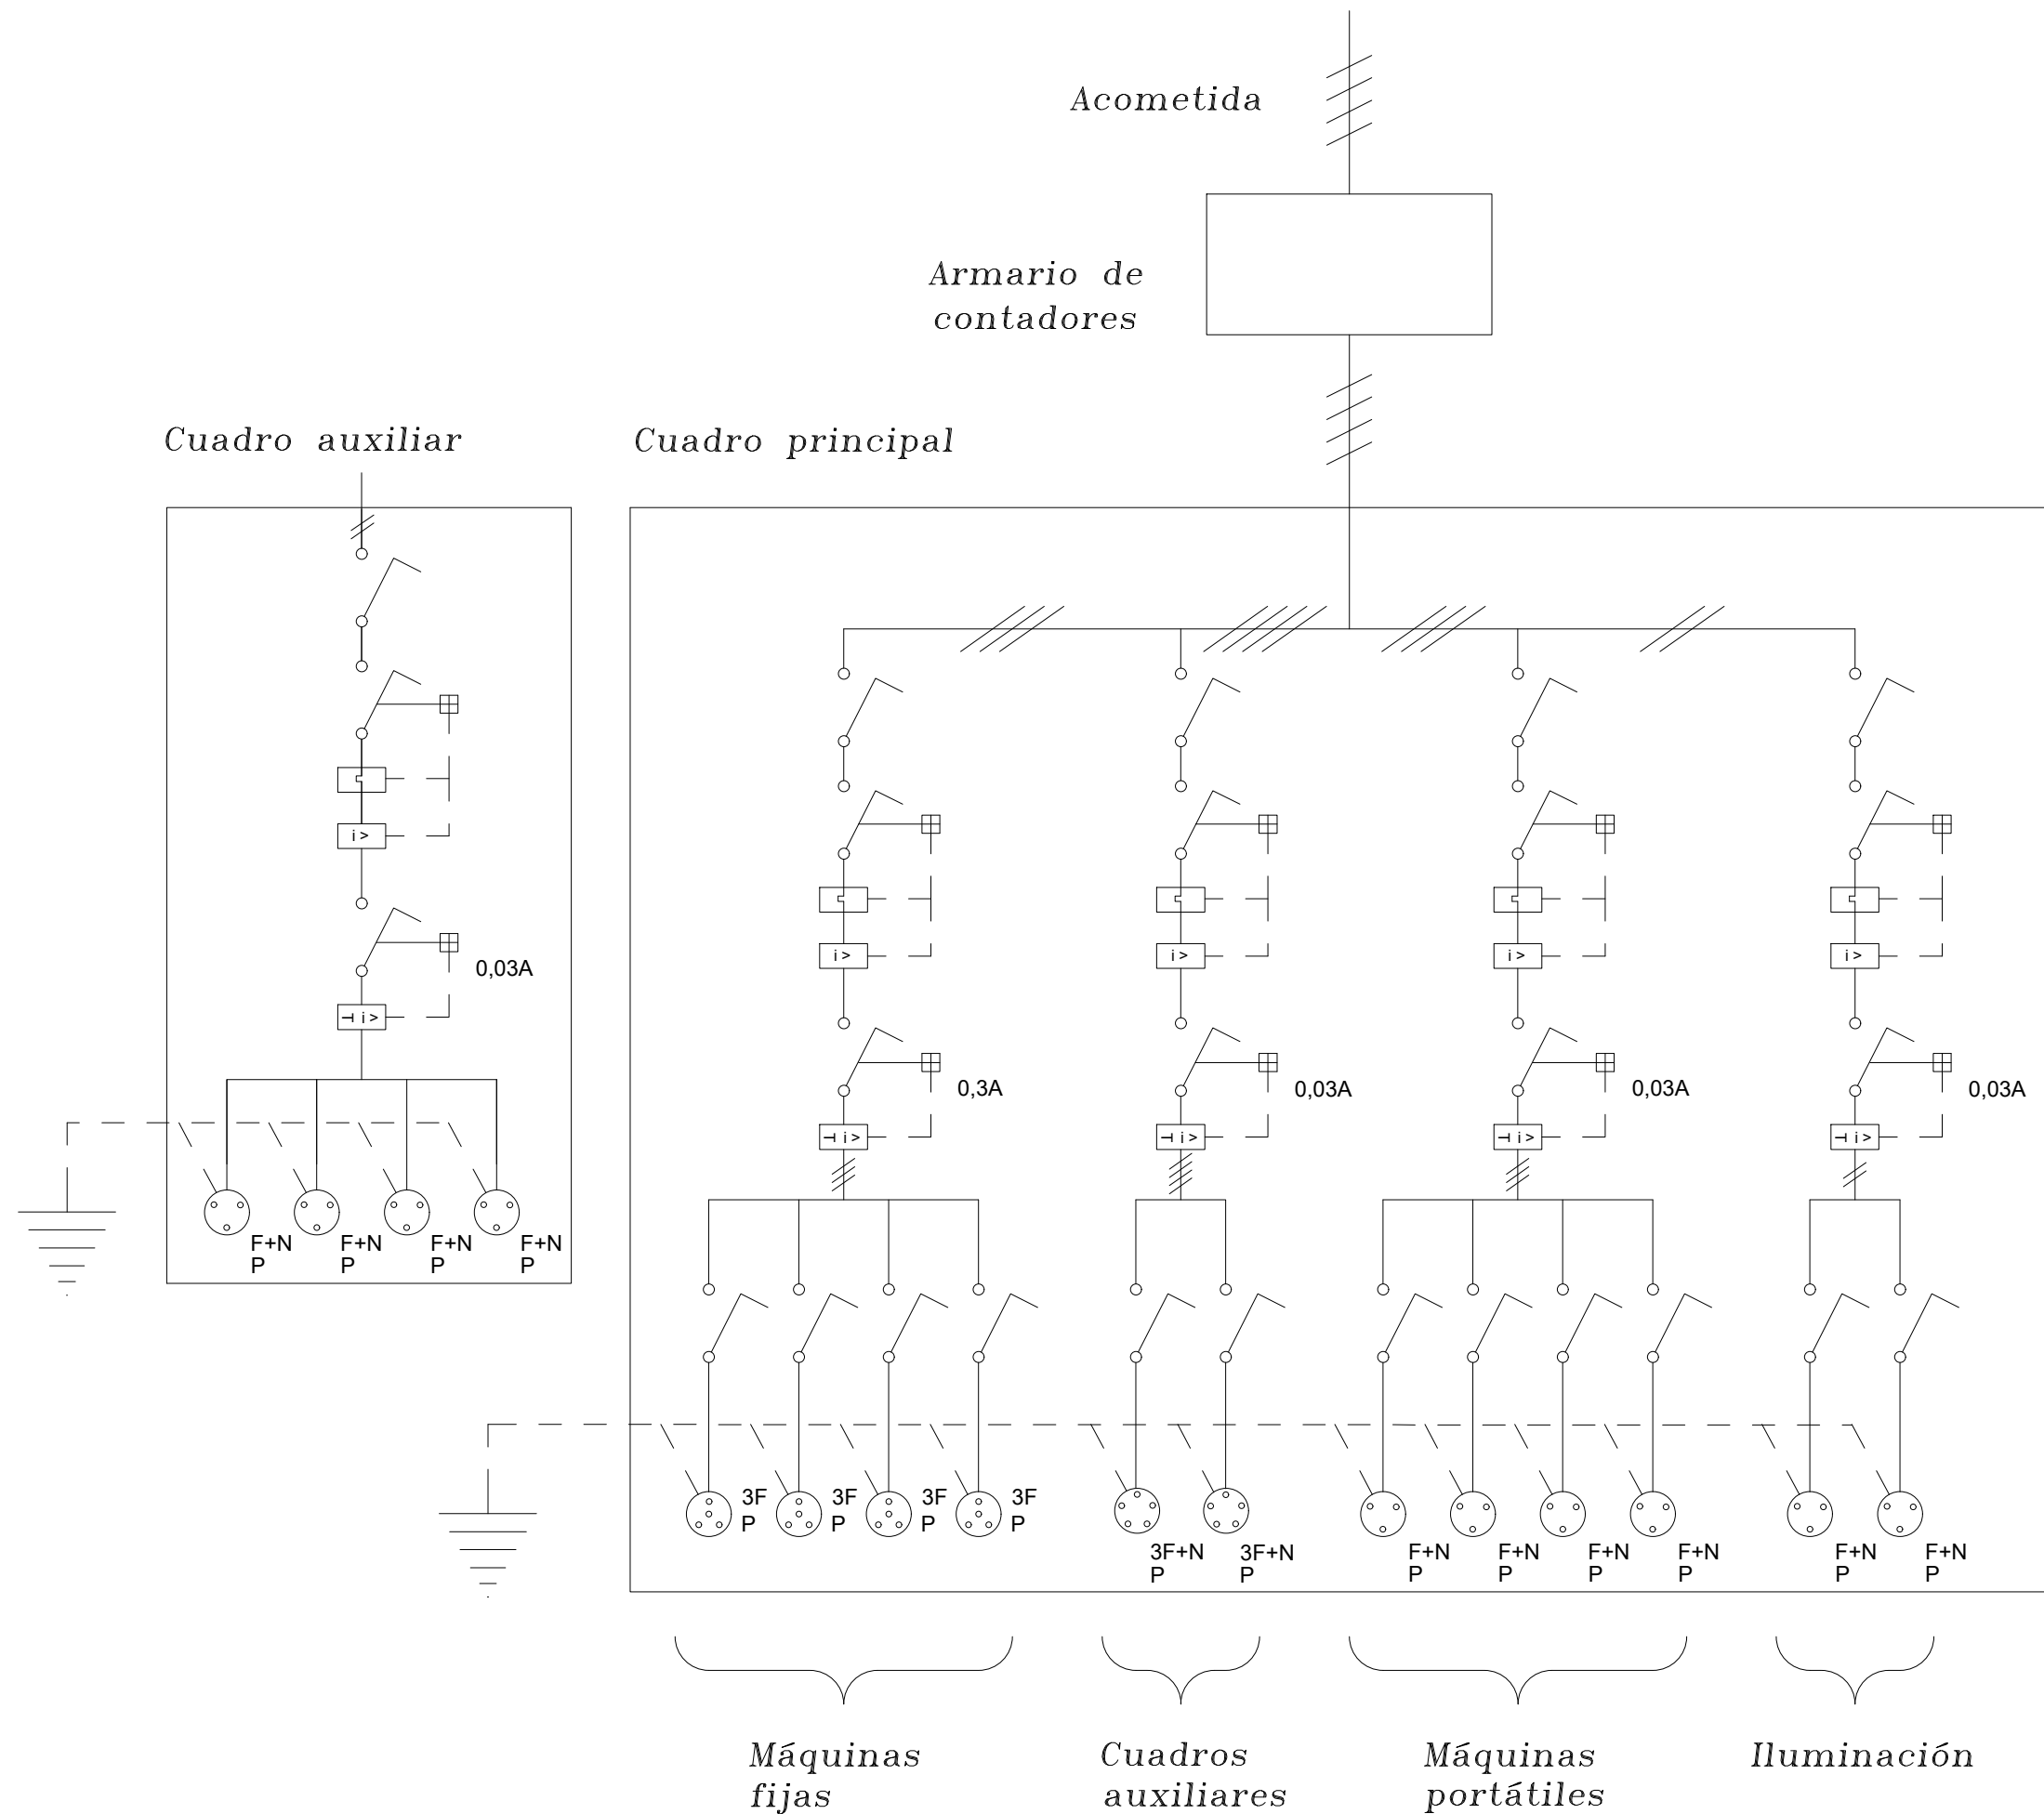 Acometida
Armario de
contadores
Cuadro auxiliar
Cuadro principal
i >
0,03A
⊣ i >
F+N
P
F+N
P
F+N
P
F+N
P
i >
i >
i >
i >
0,3A
0,03A
0,03A
0,03A
⊣ i >
⊣ i >
⊣ i >
⊣ i >
3F
P
3F
P
3F
P
3F
P
3F+N
P
3F+N
P
F+N
P
F+N
P
F+N
P
F+N
P
F+N
P
F+N
P
Máquinas
fijas
Cuadros
auxiliares
Máquinas
portátiles
Iluminación